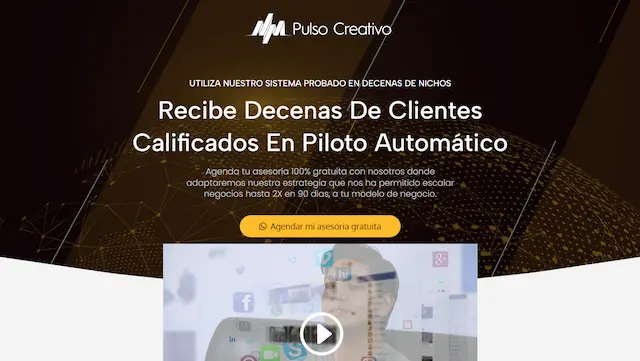 Pulso Creativo
UTILIZA NUESTRO SISTEMA PROBADO EN DECENAS DE NICHOS
Recibe Decenas De Clientes
Calificados En Piloto Automático
Agenda tu asesoría 100% gratuita con nosotros donde
adaptaremos nuestra estrategia que nos ha permitido escalar
negocios hasta 2X en 90 días, a tu modelo de negocio.
Agendar mi asesoria gratuita